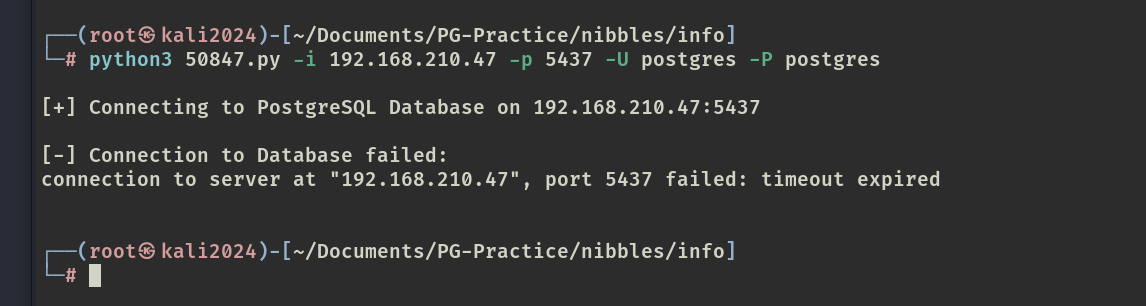 ┌──(root㉿kali2024)-[~/Documents/PG-Practice/nibbles/info]
└─# python3 50847.py -i 192.168.210.47 -p 5437 -U postgres -P postgres
[+] Connecting to PostgreSQL Database on 192.168.210.47:5437
[-] Connection to Database failed:
connection to server at "192.168.210.47", port 5437 failed: timeout expired
┌──(root㉿kali2024)-[~/Documents/PG-Practice/nibbles/info]
└─#